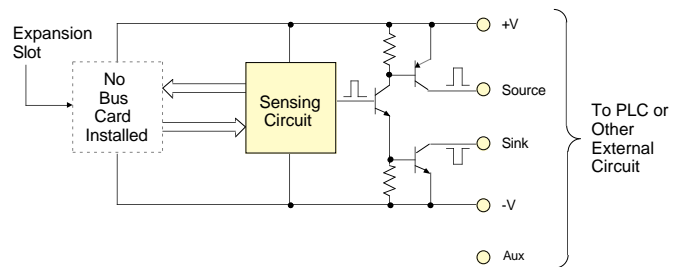 Expansion
Slot
No
Bus
Card
Installed
Sensing
Circuit
+V
Source
Sink
-V
Aux
To PLC or
Other
External
Circuit